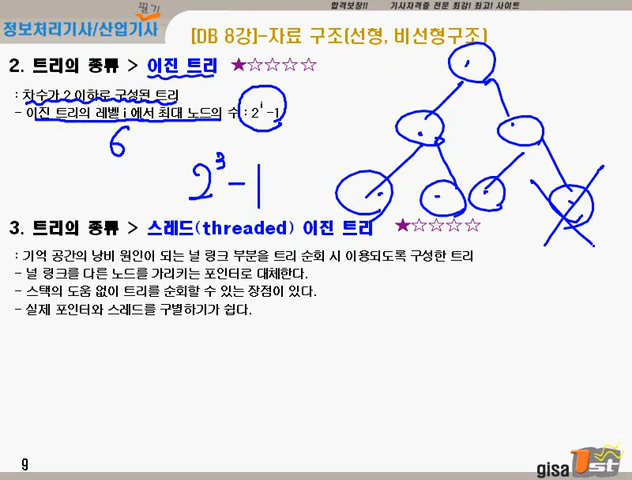 합격보장!! 기사자격증 전문 최강! 최고! 사이트
필기
정보처리기사/산업기사
[DB 8강]-자료 구조(선형, 비선형구조)
2. 트리의 종류 > 이진 트리 ★☆☆☆☆
: 차수가 2 이하로 구성된 트리
- 이진 트리의 레벨 i 에서 최대 노드의 수 : 2^i -1
6
2^3 - 1
3. 트리의 종류 > 스레드(threaded) 이진 트리 ★☆☆☆☆
: 기억 공간의 낭비 원인이 되는 널 링크 부분을 트리 순회 시 이용되도록 구성한 트리
- 널 링크를 다른 노드를 가리키는 포인터로 대체한다.
- 스택의 도움 없이 트리를 순회할 수 있는 장점이 있다.
- 실제 포인터와 스레드를 구별하기가 쉽다.
9
gisa 1st